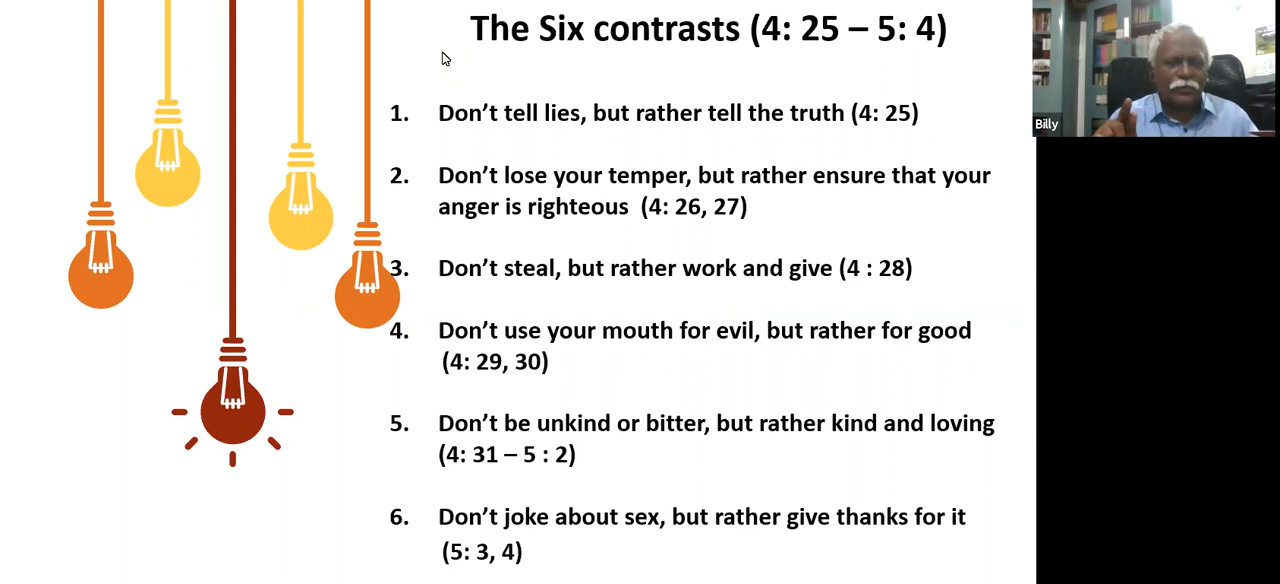 The Six contrasts (4: 25 – 5: 4)
1. Don’t tell lies, but rather tell the truth (4: 25)
2. Don’t lose your temper, but rather ensure that your
anger is righteous (4: 26, 27)
3. Don’t steal, but rather work and give (4 : 28)
4. Don’t use your mouth for evil, but rather for good
(4: 29, 30)
5. Don’t be unkind or bitter, but rather kind and loving
(4: 31 – 5 : 2)
6. Don’t joke about sex, but rather give thanks for it
(5: 3, 4)
Billy